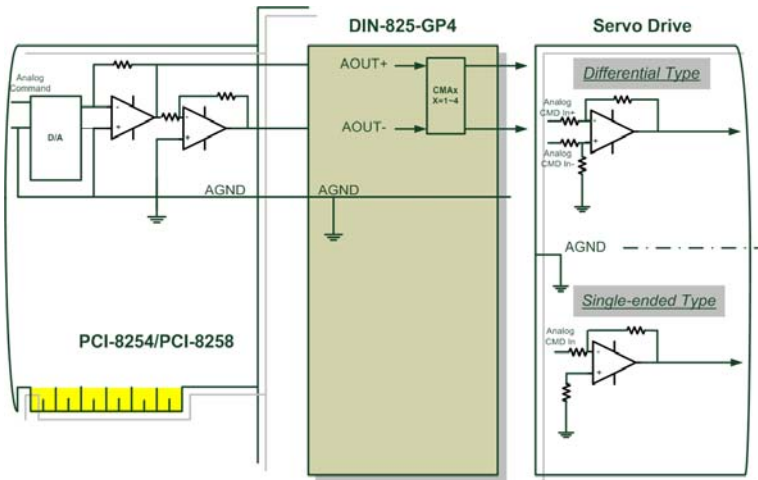 DIN-825-GP4
Servo Drive
Analog
Command
D/A
-
+
-
+
AGND
PCI-8254/PCI-8258
AOUT+
CMAx
X=1~4
AOUT-
AGND
Differential Type
Analog
CMD In+
-
+
Analog
CMD In-
AGND
Single-ended Type
Analog
CMD In
-
+